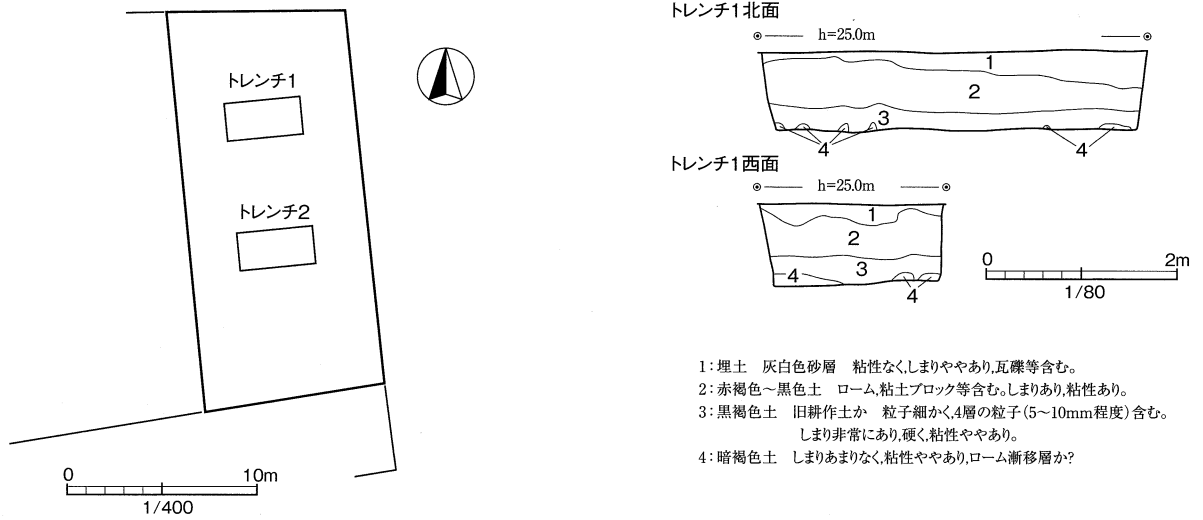 トレンチ1
トレンチ2
0 10m
1/400
トレンチ1北面
h=25.0m
1
2
3
4
4
トレンチ1西面
h=25.0m
1
2
3
4
4
0 2m
1/80
1：埋土　灰白色砂層　粘性なく,しまりややあり,瓦礫等含む。
2：赤褐色～黒色土　ローム,粘土ブロック等含む。しまりあり,粘性あり。
3：黒褐色土　旧耕作土か　粒子細かく,4層の粒子（5～10mm程度）含む。
しまり非常にあり,硬く,粘性ややあり。
4：暗褐色土　しまりあまりなく,粘性ややあり,ローム漸移層か?